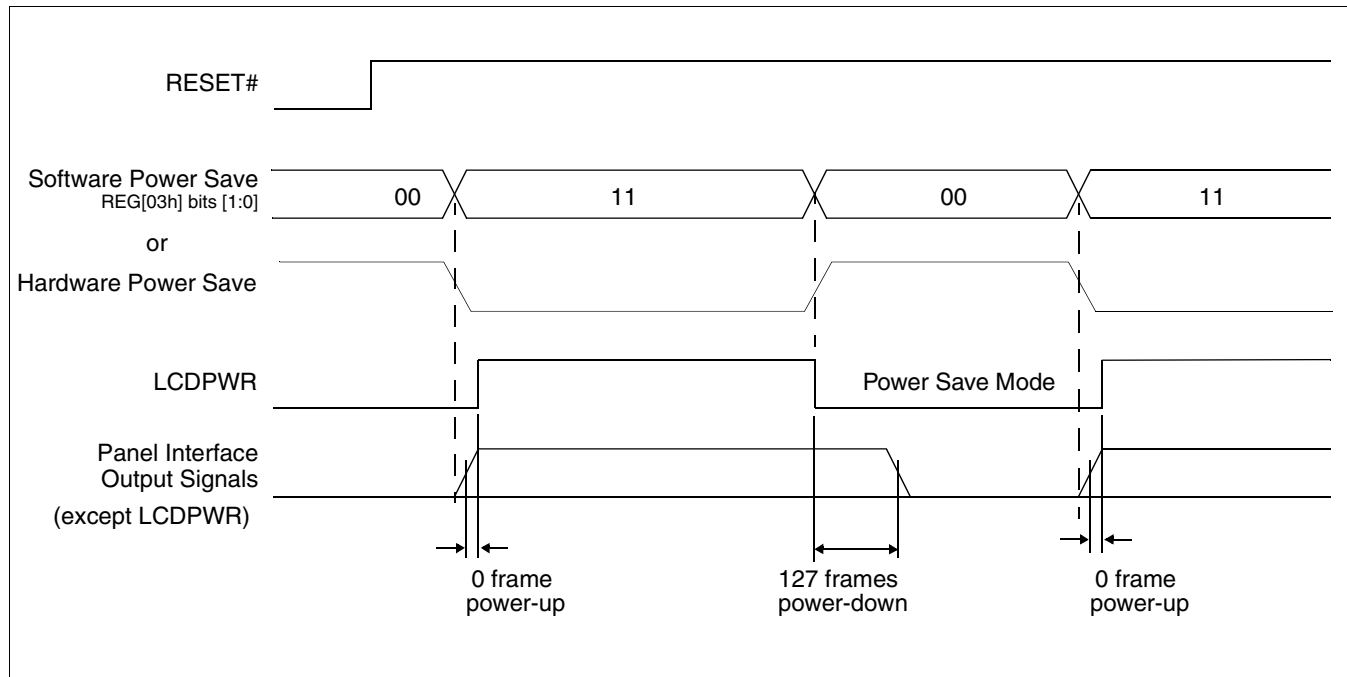 RESET#
Software Power Save
REG[03h] bits [1:0]
00
11
00
11
or
Hardware Power Save
LCDPWR
Power Save Mode
Panel Interface
Output Signals
(except LCDPWR)
0 frame
power-up
127 frames
power-down
0 frame
power-up